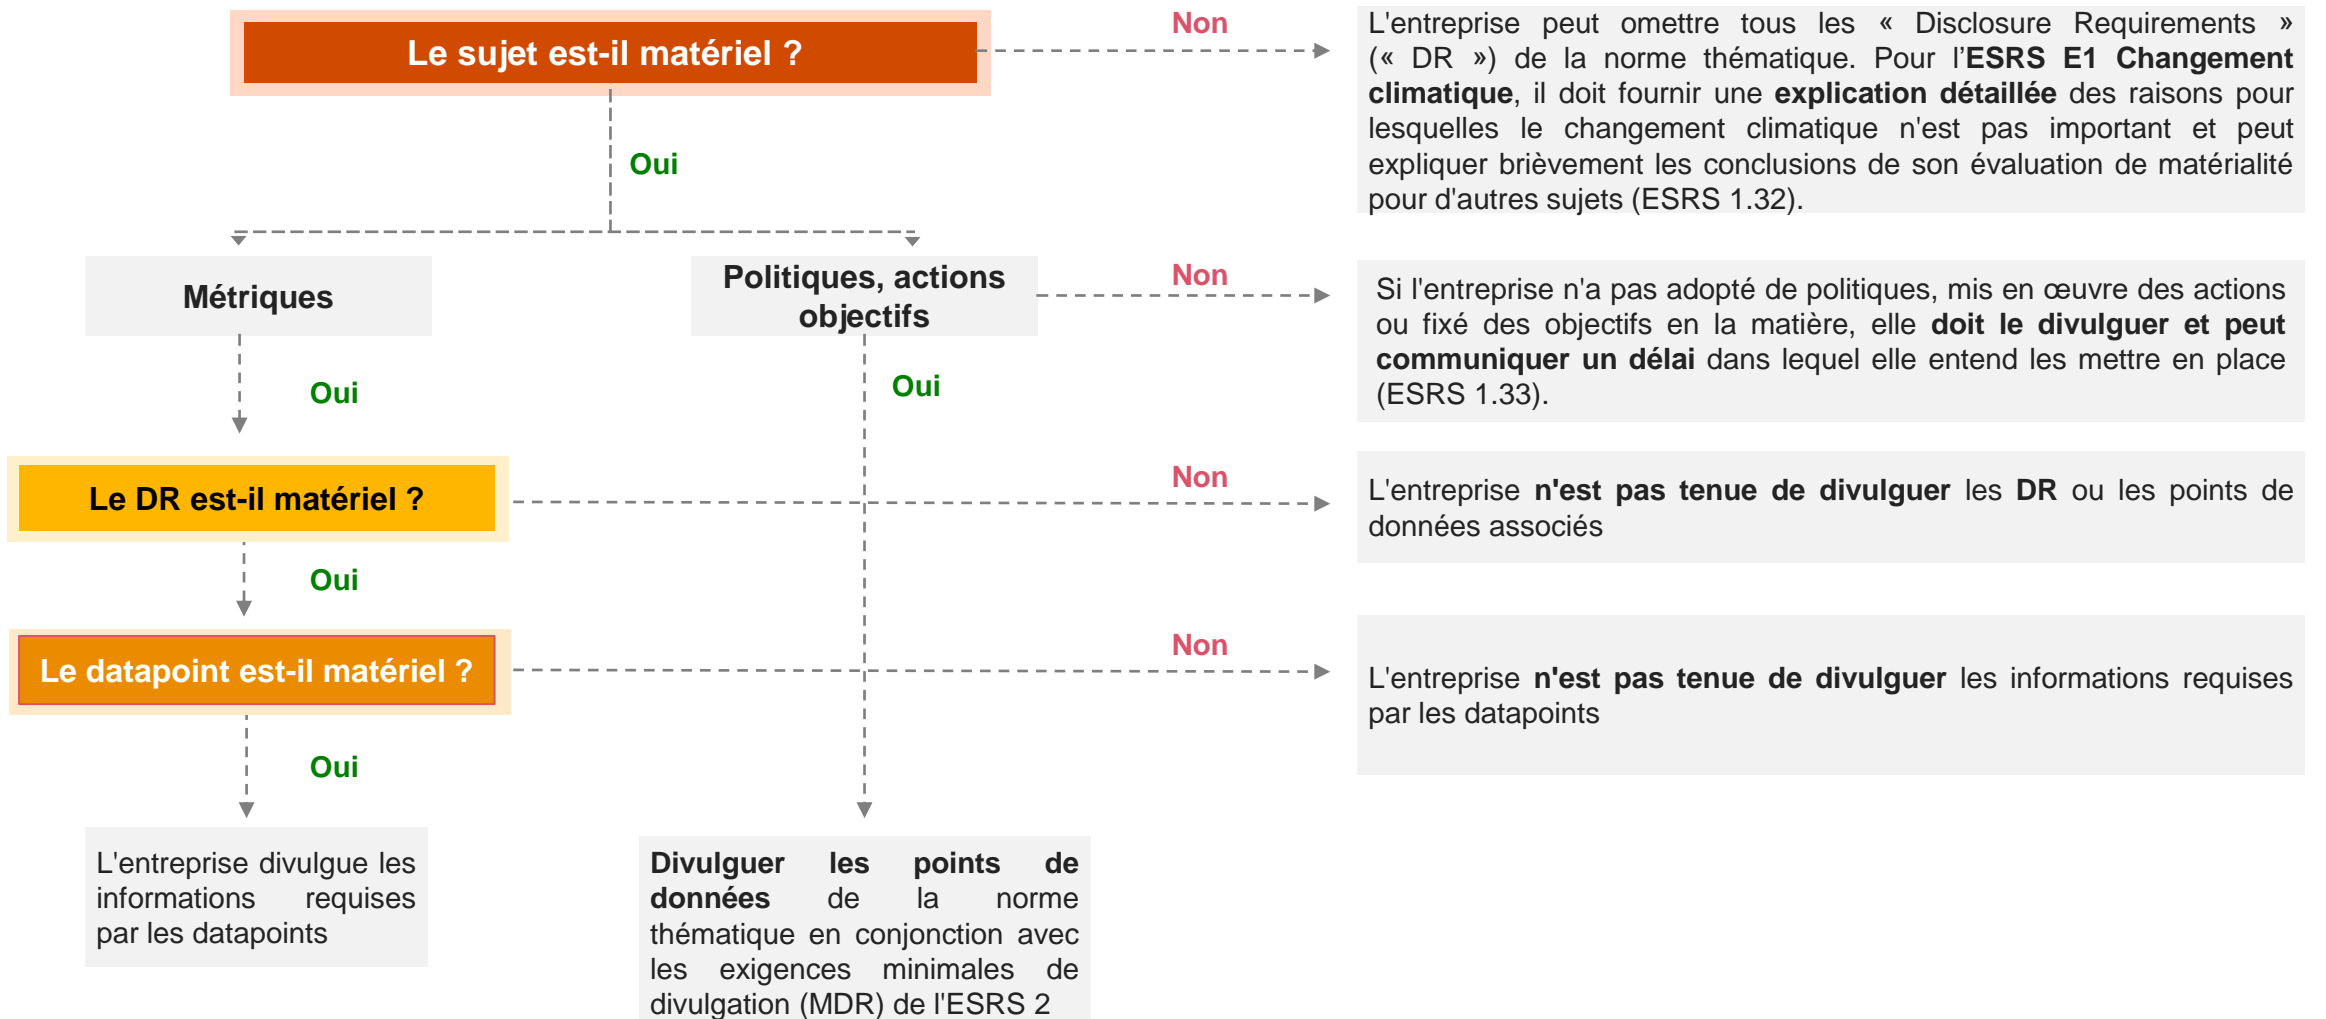 Le sujet est-il matériel ?
Non
L'entreprise peut omettre tous les « Disclosure Requirements »
(« DR ») de la norme thématique. Pour l'ESRS E1 Changement
climatique, il doit fournir une explication détaillée des raisons pour
lesquelles le changement climatique n'est pas important et peut
expliquer brièvement les conclusions de son évaluation de matérialité
pour d'autres sujets (ESRS 1.32).
Oui
Métriques
Politiques, actions
objectifs
Non
Si l'entreprise n'a pas adopté de politiques, mis en œuvre des actions
ou fixé des objectifs en la matière, elle doit le divulguer et peut
communiquer un délai dans lequel elle entend les mettre en place
(ESRS 1.33).
Oui
Oui
Le DR est-il matériel ?
Non
L'entreprise n'est pas tenue de divulguer les DR ou les points de
données associés
Oui
Le datapoint est-il matériel ?
Non
L'entreprise n'est pas tenue de divulguer les informations requises
par les datapoints
Oui
L'entreprise divulgue les
informations requises
par les datapoints
Divulguer les points de
données de la norme
thématique en conjonction avec
les exigences minimales de
divulgation (MDR) de l'ESRS 2